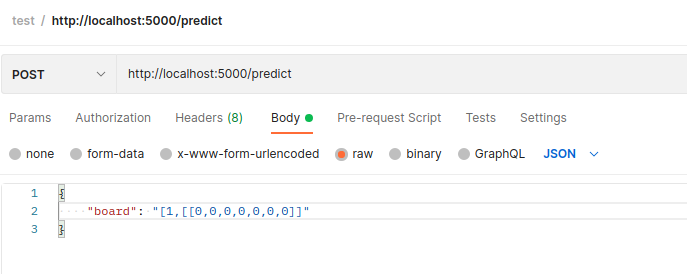 test / http://localhost:5000/predict
POST http://localhost:5000/predict
Params Authorization Headers (8) Body Pre-request Script Tests Settings
none form-data x-www-form-urlencoded raw binary GraphQL JSON
1 {
2 ····"board":·"[1,[[0,0,0,0,0,0,0]]"
3 }